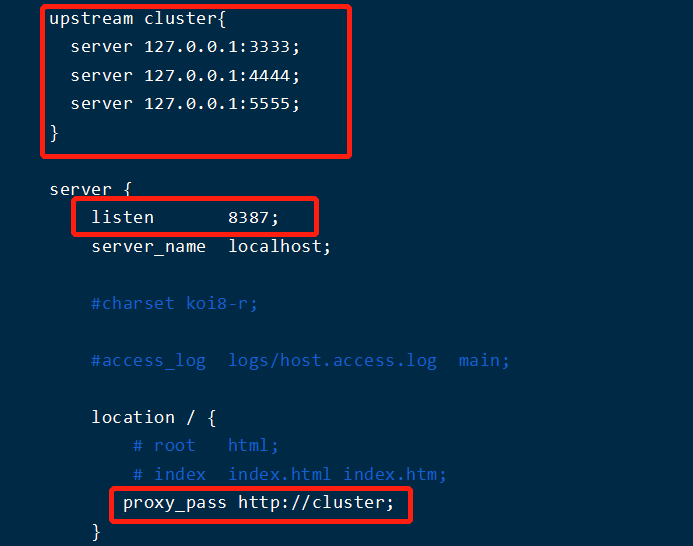 upstream cluster{
server 127.0.0.1:3333;
server 127.0.0.1:4444;
server 127.0.0.1:5555;
}
server {
listen 8387;
server_name localhost;
#charset koi8-r;
#access_log logs/host.access.log main;
location / {
# root html;
# index index.html index.htm;
proxy_pass http://cluster;
}